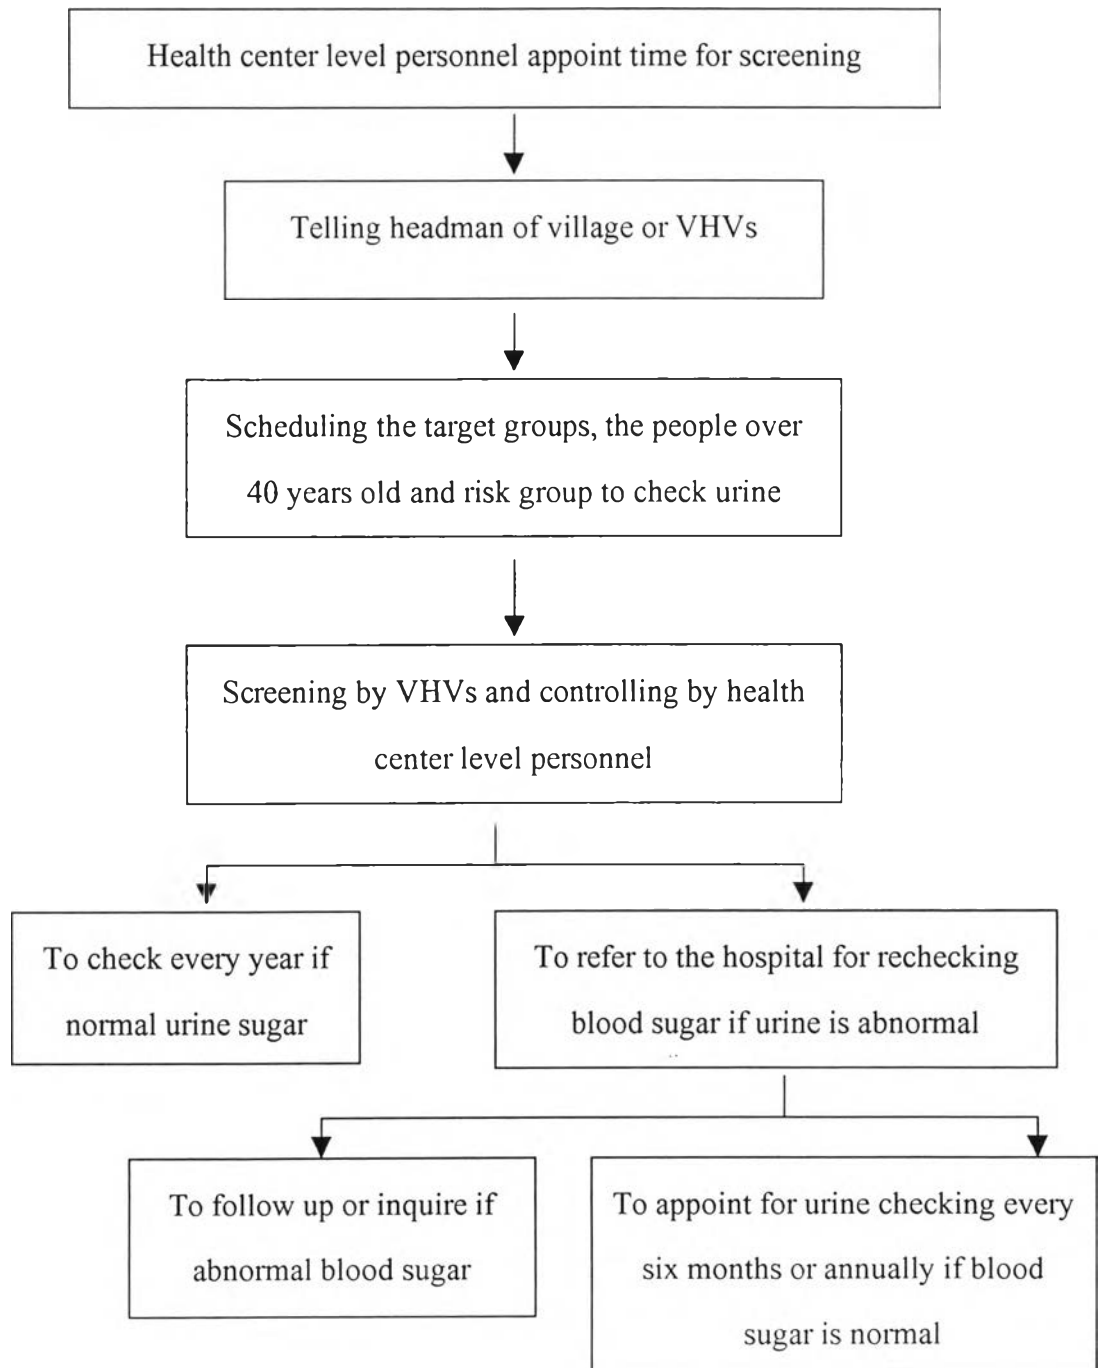 Health center level personnel appoint time for screening
Telling headman of village or VHVs
Scheduling the target groups, the people over
40 years old and risk group to check urine
Screening by VHVs and controlling by health
center level personnel
To check every year if
normal urine sugar
To refer to the hospital for rechecking
blood sugar if urine is abnormal
To follow up or inquire if
abnormal blood sugar
To appoint for urine checking every
six months or annually if blood
sugar is normal